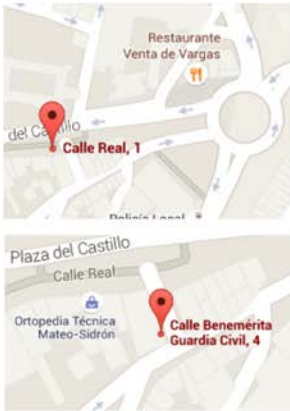 Restaurante
Venta de Vargas
del Castillo
Calle Real, 1
Policía Local
Plaza del Castillo
Calle Real
Ortopedia Técnica
Mateo-Sidrón
Calle Benemérita
Guardia Civil, 4